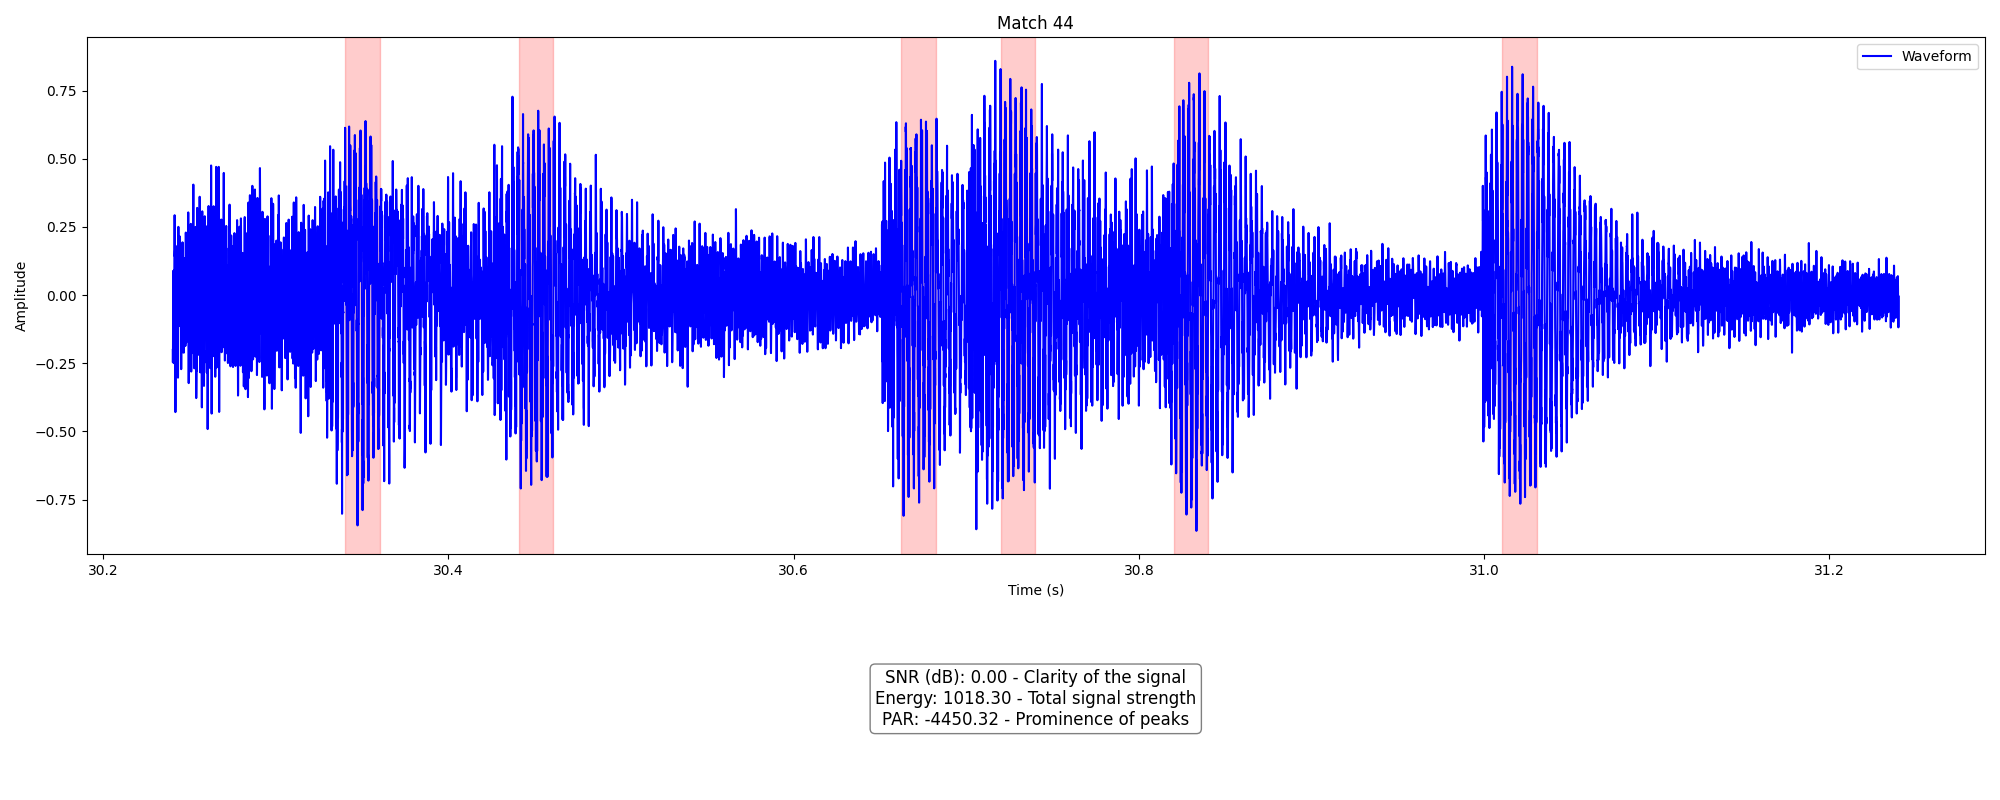 Match 44
Waveform
0.75
0.50
0.25
0.00
−0.25
−0.50
−0.75
Amplitude
30.2 30.4 30.6 30.8 31.0 31.2
Time (s)
SNR (dB): 0.00 - Clarity of the signal
Energy: 1018.30 - Total signal strength
PAR: -4450.32 - Prominence of peaks